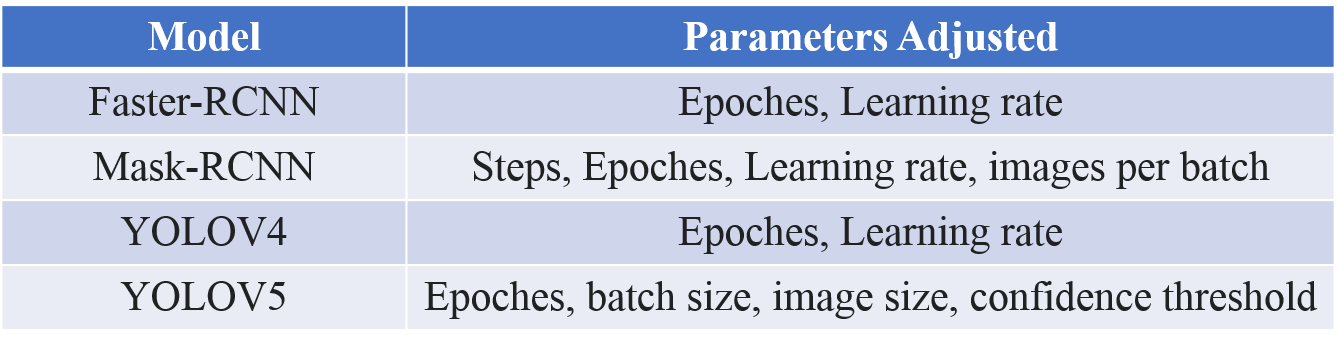 Model Parameters Adjusted
Faster-RCNN Epoches, Learning rate
Mask-RCNN Steps, Epoches, Learning rate, images per batch
YOLOV4 Epoches, Learning rate
YOLOV5 Epoches, batch size, image size, confidence threshold